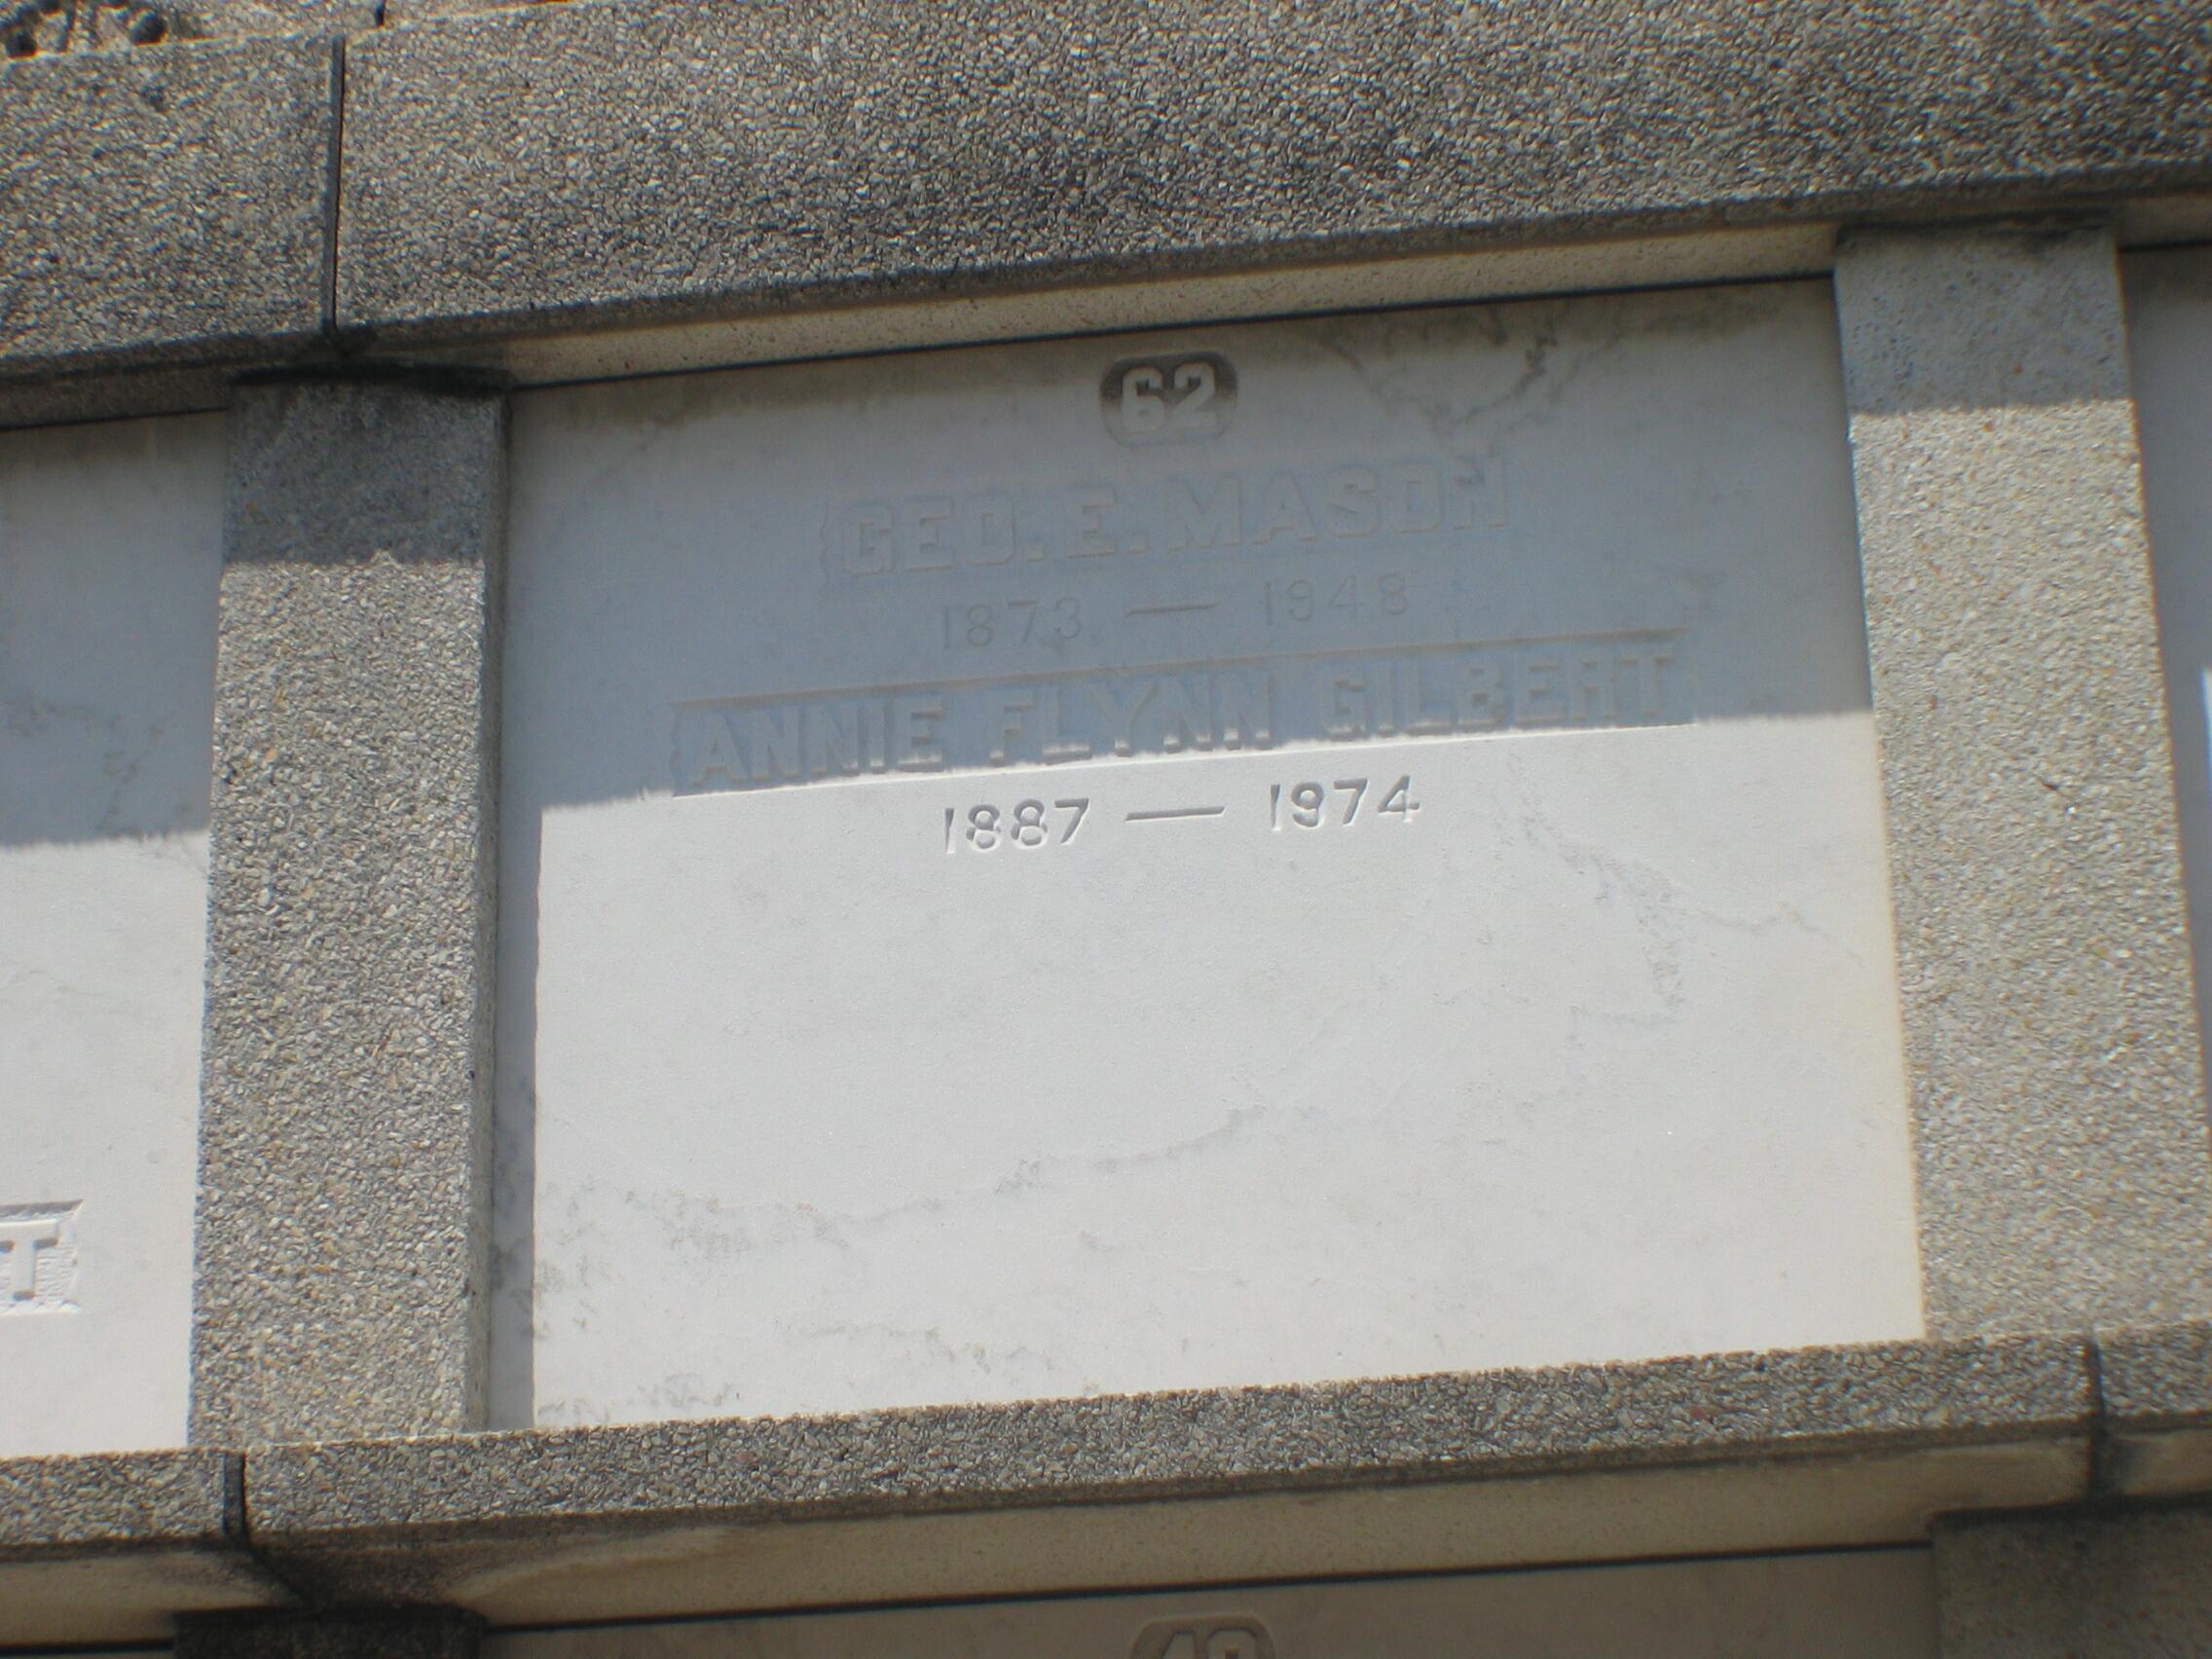 62
GEO. E. MASON
1873 — 1948
ANNIE FLYNN GILBERT
1887 — 1974
T